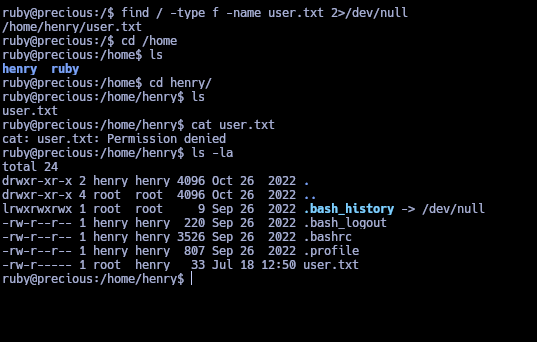 ruby@precious:/$ find / -type f -name user.txt 2>/dev/null
/home/henry/user.txt
ruby@precious:/$ cd /home
ruby@precious:/home$ ls
henry  ruby
ruby@precious:/home$ cd henry/
ruby@precious:/home/henry$ ls
user.txt
ruby@precious:/home/henry$ cat user.txt
cat: user.txt: Permission denied
ruby@precious:/home/henry$ ls -la
total 24
drwxr-xr-x 2 henry henry 4096 Oct 26  2022 .
drwxr-xr-x 4 root  root  4096 Oct 26  2022 ..
lrwxrwxrwx 1 root  root     9 Sep 26  2022 .bash_history -> /dev/null
-rw-r--r-- 1 henry henry  220 Sep 26  2022 .bash_logout
-rw-r--r-- 1 henry henry 3526 Sep 26  2022 .bashrc
-rw-r--r-- 1 henry henry  807 Sep 26  2022 .profile
-rw-r----- 1 root  henry   33 Jul 18 12:50 user.txt
ruby@precious:/home/henry$